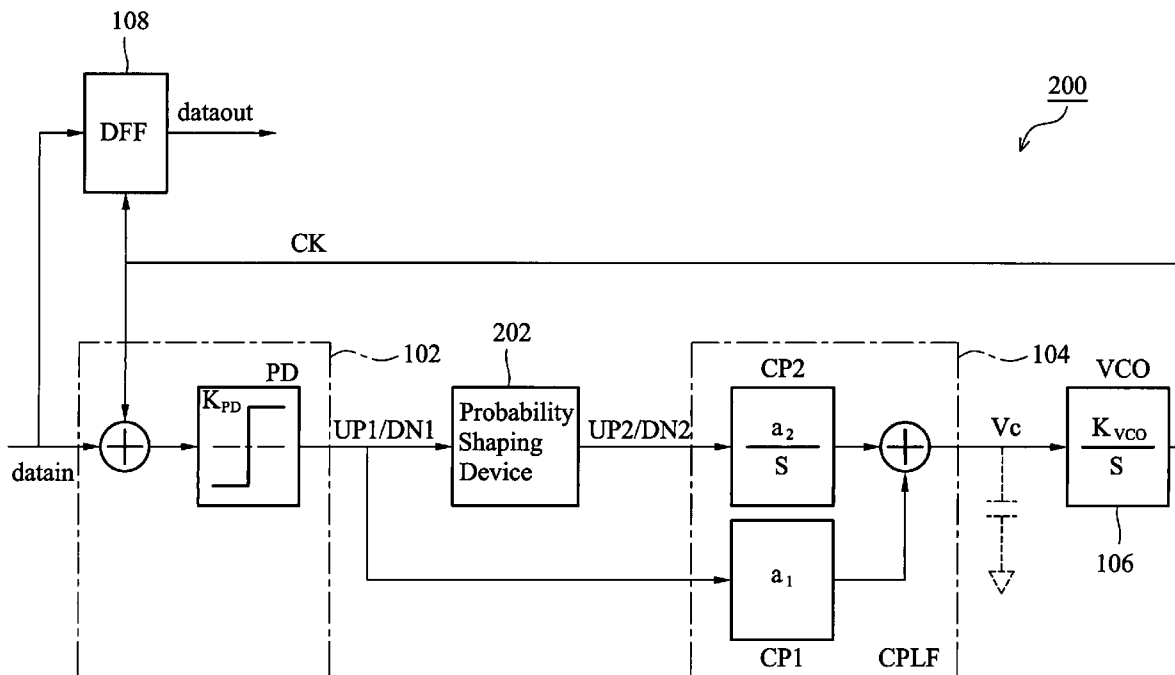 108
200
DFF
dataout
CK
202
102
104
PD
CP2
VCO
K_PD
Probability
Shaping
Device
UP1/DN1
UP2/DN2
a_2
S
Vc
K_VCO
S
datain
a_1
106
CP1
CPLF